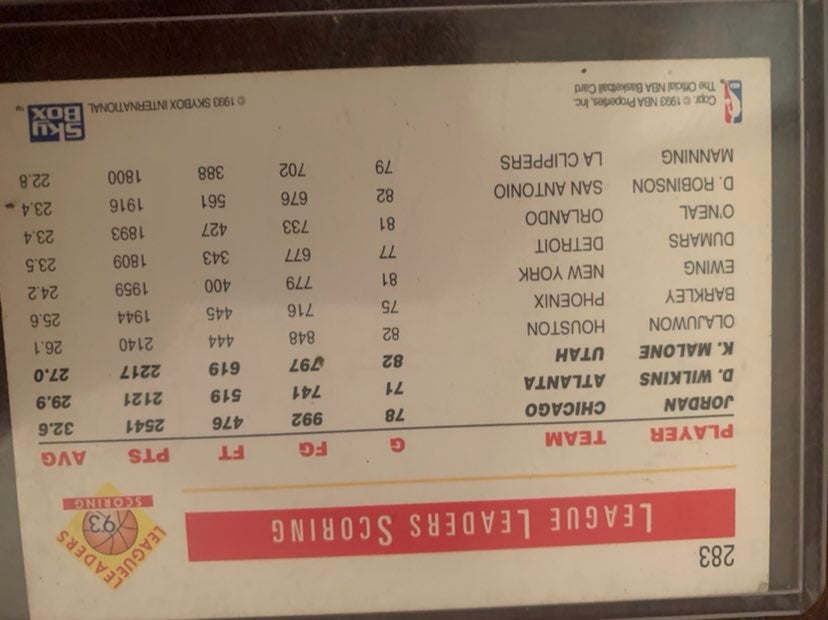 283
LEAGUE LEADERS SCORING
LEAGUE LEADERS
'93
SCORING
PLAYER TEAM G FG FT PTS AVG
JORDAN CHICAGO 78 992 476 2541 32.6
D. WILKINS ATLANTA 71 741 519 2121 29.9
K. MALONE UTAH 82 797 619 2217 27.0
OLAJUWON HOUSTON 82 848 444 2140 26.1
BARKLEY PHOENIX 75 716 445 1944 25.6
EWING NEW YORK 81 779 400 1959 24.2
DUMARS DETROIT 77 677 343 1809 23.5
O'NEAL ORLANDO 81 733 427 1893 23.4
D. ROBINSON SAN ANTONIO 82 676 561 1916 23.4
MANNING LA CLIPPERS 79 702 388 1800 22.8
Copr. © 1993 NBA Properties, Inc.
The Official NBA Basketball Card
© 1993 SKYBOX INTERNATIONAL
SKY
BOX
™